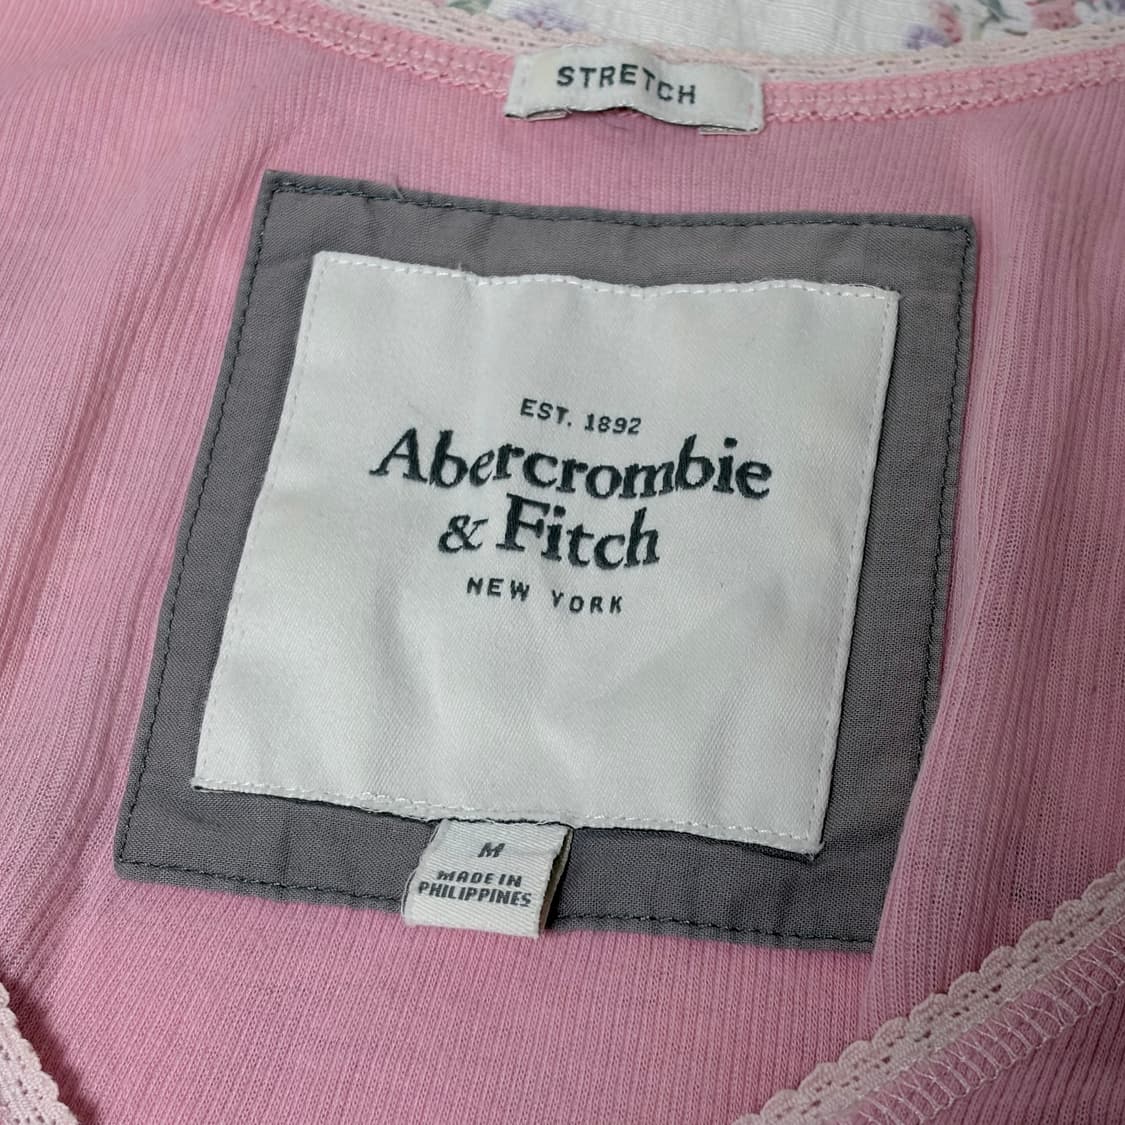 STRETCH
EST. 1892
Abercrombie
& Fitch
NEW YORK
M
MADE IN
PHILIPPINES